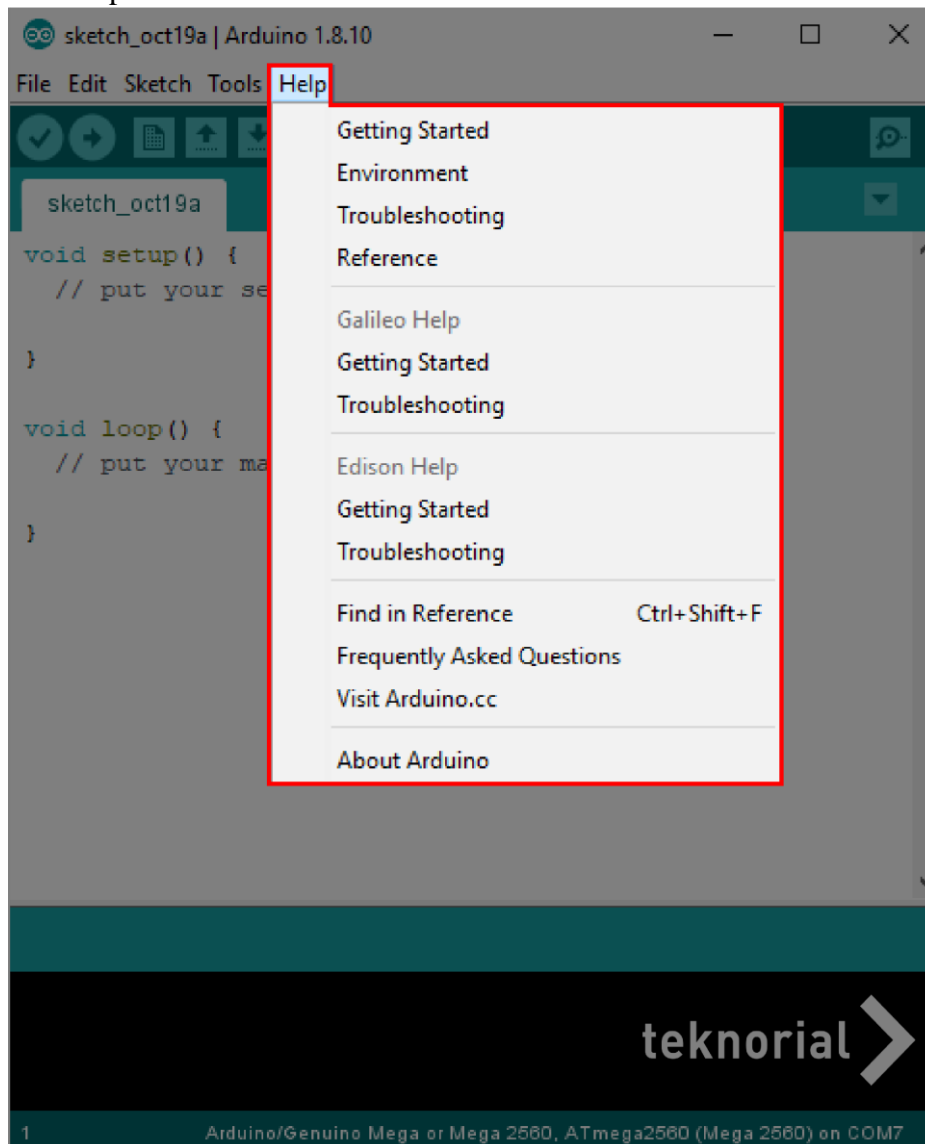 sketch_oct19a | Arduino 1.8.10
File Edit Sketch Tools Help
Getting Started
Environment
Troubleshooting
Reference
Galileo Help
Getting Started
Troubleshooting
Edison Help
Getting Started
Troubleshooting
Find in Reference Ctrl+Shift+F
Frequently Asked Questions
Visit Arduino.cc
About Arduino
sketch_oct19a
void setup() {
// put your se
}
void loop() {
// put your ma
}
teknorial
1 Arduino/Genuino Mega or Mega 2560, ATmega2560 (Mega 2560) on COM7